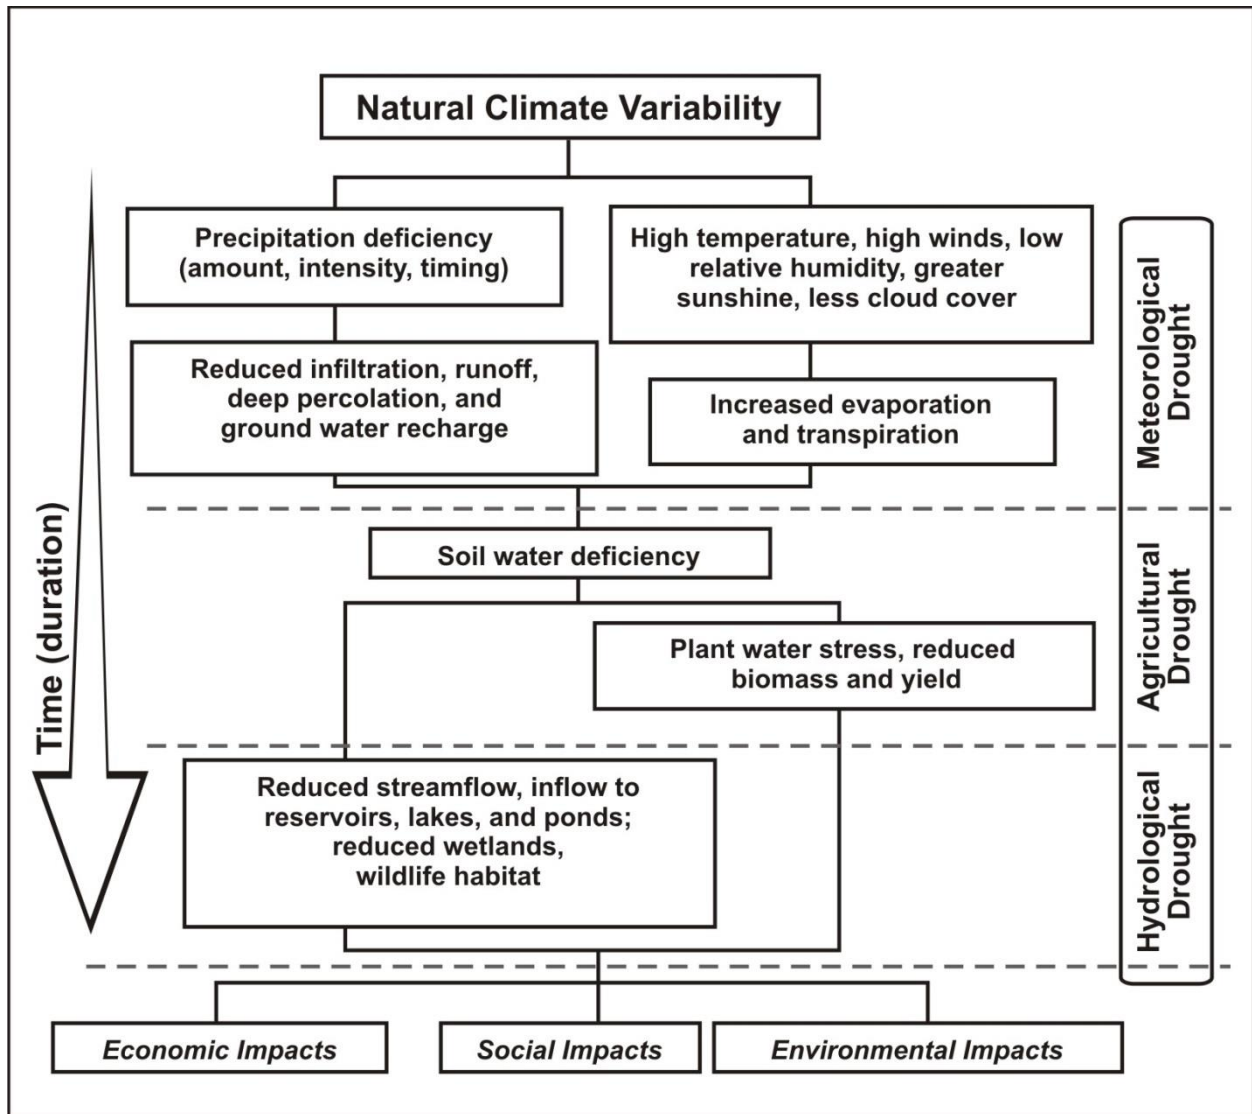 Natural Climate Variability
Precipitation deficiency
(amount, intensity, timing)
High temperature, high winds, low
relative humidity, greater
sunshine, less cloud cover
Reduced infiltration, runoff,
deep percolation, and
ground water recharge
Increased evaporation
and transpiration
Meteorological
Drought
Time (duration)
Soil water deficiency
Plant water stress, reduced
biomass and yield
Agricultural
Drought
Reduced streamflow, inflow to
reservoirs, lakes, and ponds;
reduced wetlands,
wildlife habitat
Hydrological
Drought
Economic Impacts
Social Impacts
Environmental Impacts